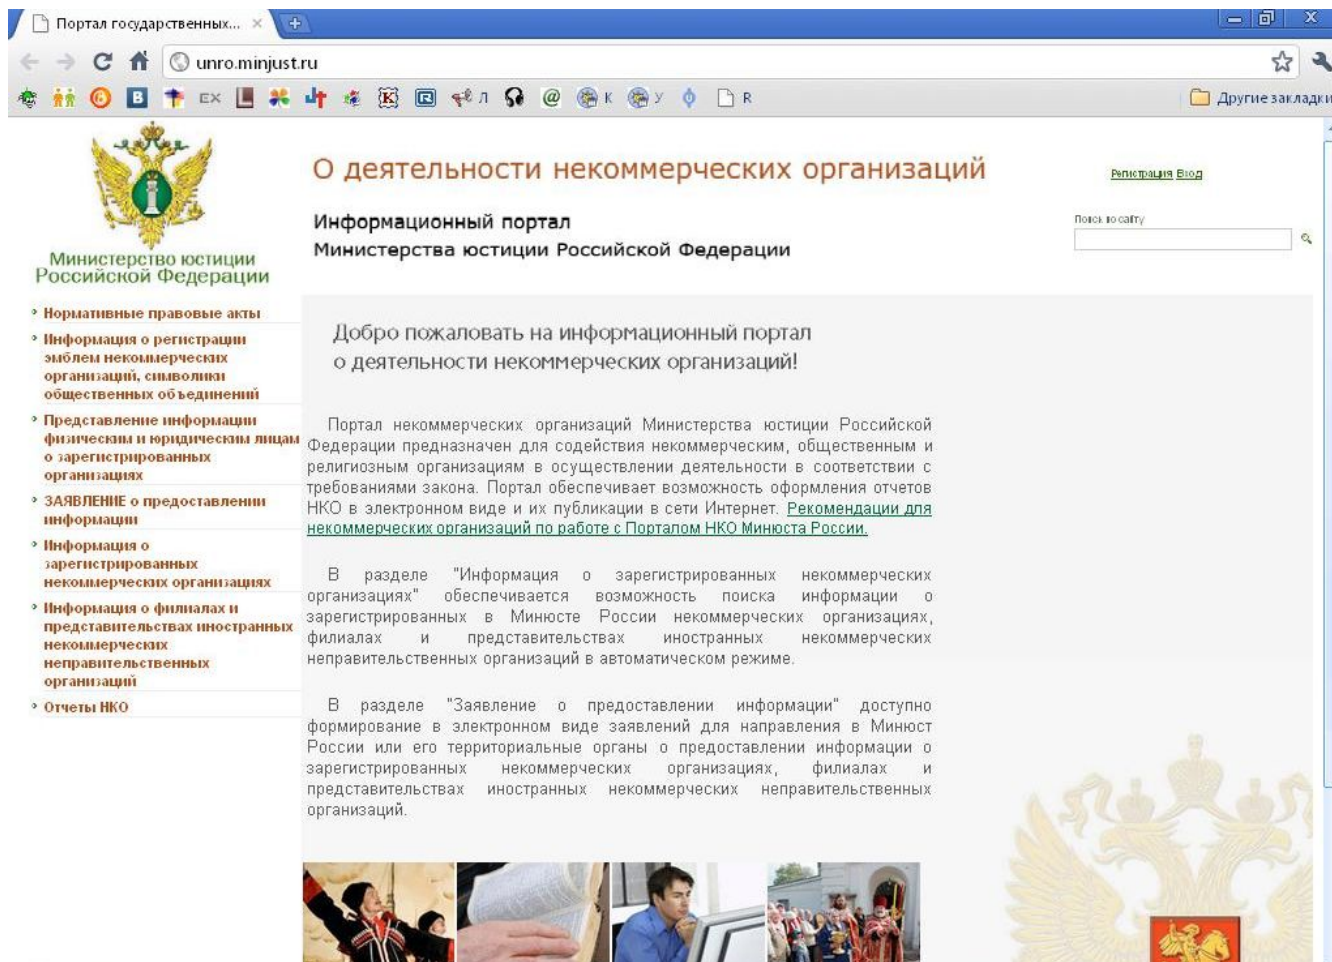 Портал государственных...
unro.minjust.ru
EX
Л
К
У
R
Другие закладки
О деятельности некоммерческих организаций
Регистрация Вход
Информационный портал
Министерства юстиции Российской Федерации
Поиск по сайту
Министерство юстиции
Российской Федерации
Нормативные правовые акты
Информация о регистрации
эмблем некоммерческих
организаций, символики
общественных объединений
Представление информации
физическим и юридическим лицам
о зарегистрированных
организациях
ЗАЯВЛЕНИЕ о предоставлении
информации
Информация о
зарегистрированных
некоммерческих организациях
Информация о филиалах и
представительствах иностранных
некоммерческих
неправительственных
организаций
Отчеты НКО
Добро пожаловать на информационный портал
о деятельности некоммерческих организаций!
Портал некоммерческих организаций Министерства юстиции Российской
Федерации предназначен для содействия некоммерческим, общественным и
религиозным организациям в осуществлении деятельности в соответствии с
требованиями закона. Портал обеспечивает возможность оформления отчетов
НКО в электронном виде и их публикации в сети Интернет. Рекомендации для
некоммерческих организаций по работе с Порталом НКО Минюста России.
В разделе "Информация о зарегистрированных некоммерческих
организациях" обеспечивается возможность поиска информации о
зарегистрированных в Минюсте России некоммерческих организациях,
филиалах и представительствах иностранных некоммерческих
неправительственных организаций в автоматическом режиме.
В разделе "Заявление о предоставлении информации" доступно
формирование в электронном виде заявлений для направления в Минюст
России или его территориальные органы о предоставлении информации о
зарегистрированных некоммерческих организациях, филиалах и
представительствах иностранных некоммерческих неправительственных
организаций.